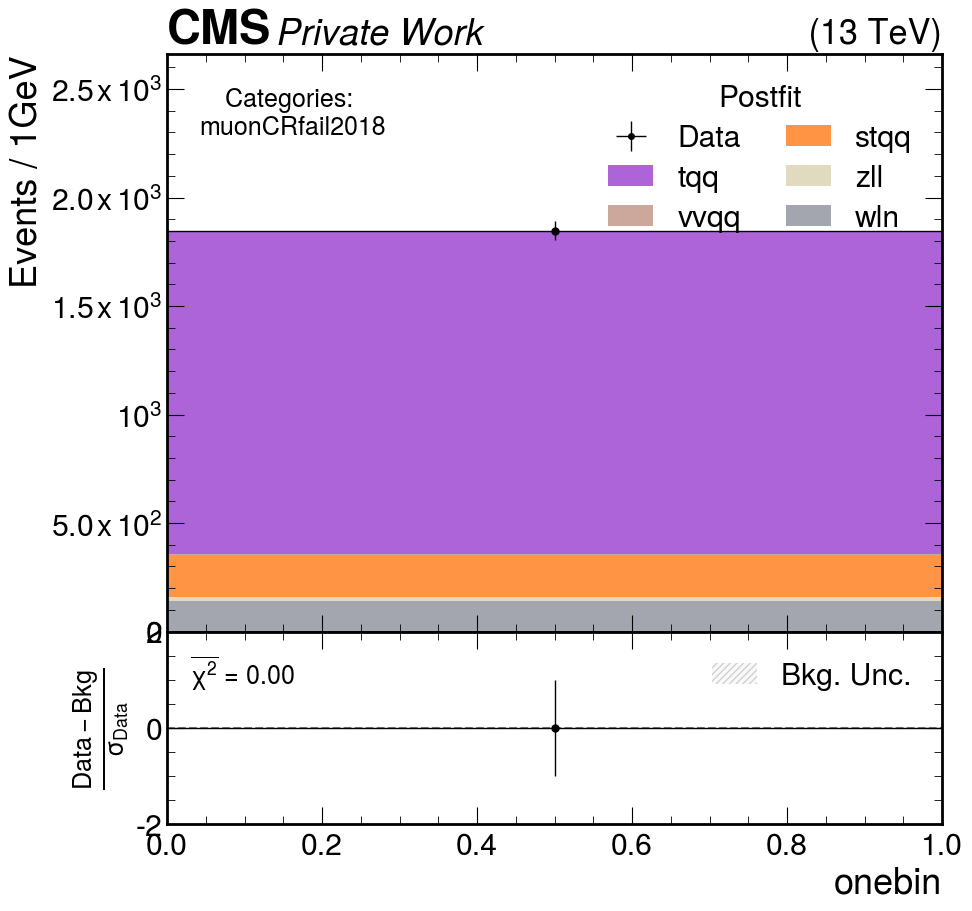 CMS Private Work (13 TeV)
Events / 1GeV
2.5 x 10³
2.0 x 10³
1.5 x 10³
10³
5.0 x 10²
0
Categories:
muonCRfail2018
Postfit
Data stqq
tqq zll
vvqq wln
Data – Bkg
σData
2
0
-2
χ² = 0.00
Bkg. Unc.
0.0 0.2 0.4 0.6 0.8 1.0
onebin